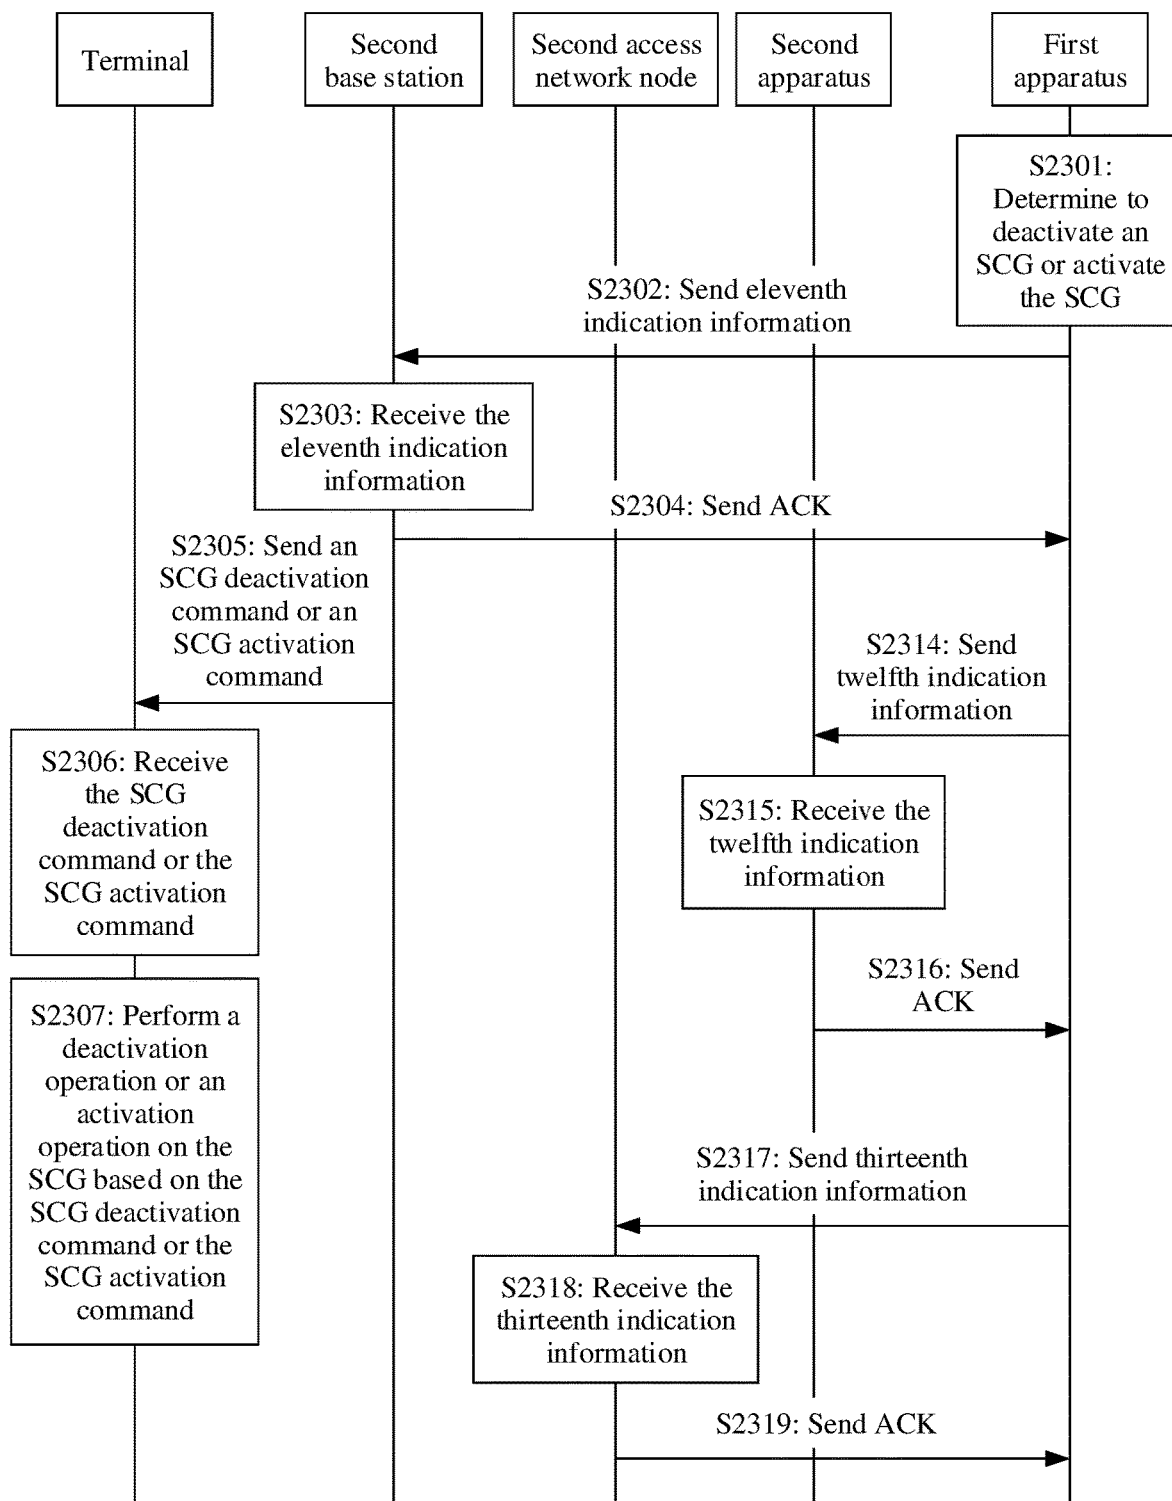 Terminal
Second
base station
Second access
network node
Second
apparatus
First
apparatus
S2301:
Determine to
deactivate an
SCG or activate
the SCG
S2302: Send eleventh
indication information
S2303: Receive the
eleventh indication
information
S2304: Send ACK
S2305: Send an
SCG deactivation
command or an
SCG activation
command
S2314: Send
twelfth indication
information
S2306: Receive
the SCG
deactivation
command or the
SCG activation
command
S2315: Receive the
twelfth indication
information
S2316: Send
ACK
S2307: Perform a
deactivation
operation or an
activation
operation on the
SCG based on the
SCG deactivation
command or the
SCG activation
command
S2317: Send thirteenth
indication information
S2318: Receive the
thirteenth indication
information
S2319: Send ACK